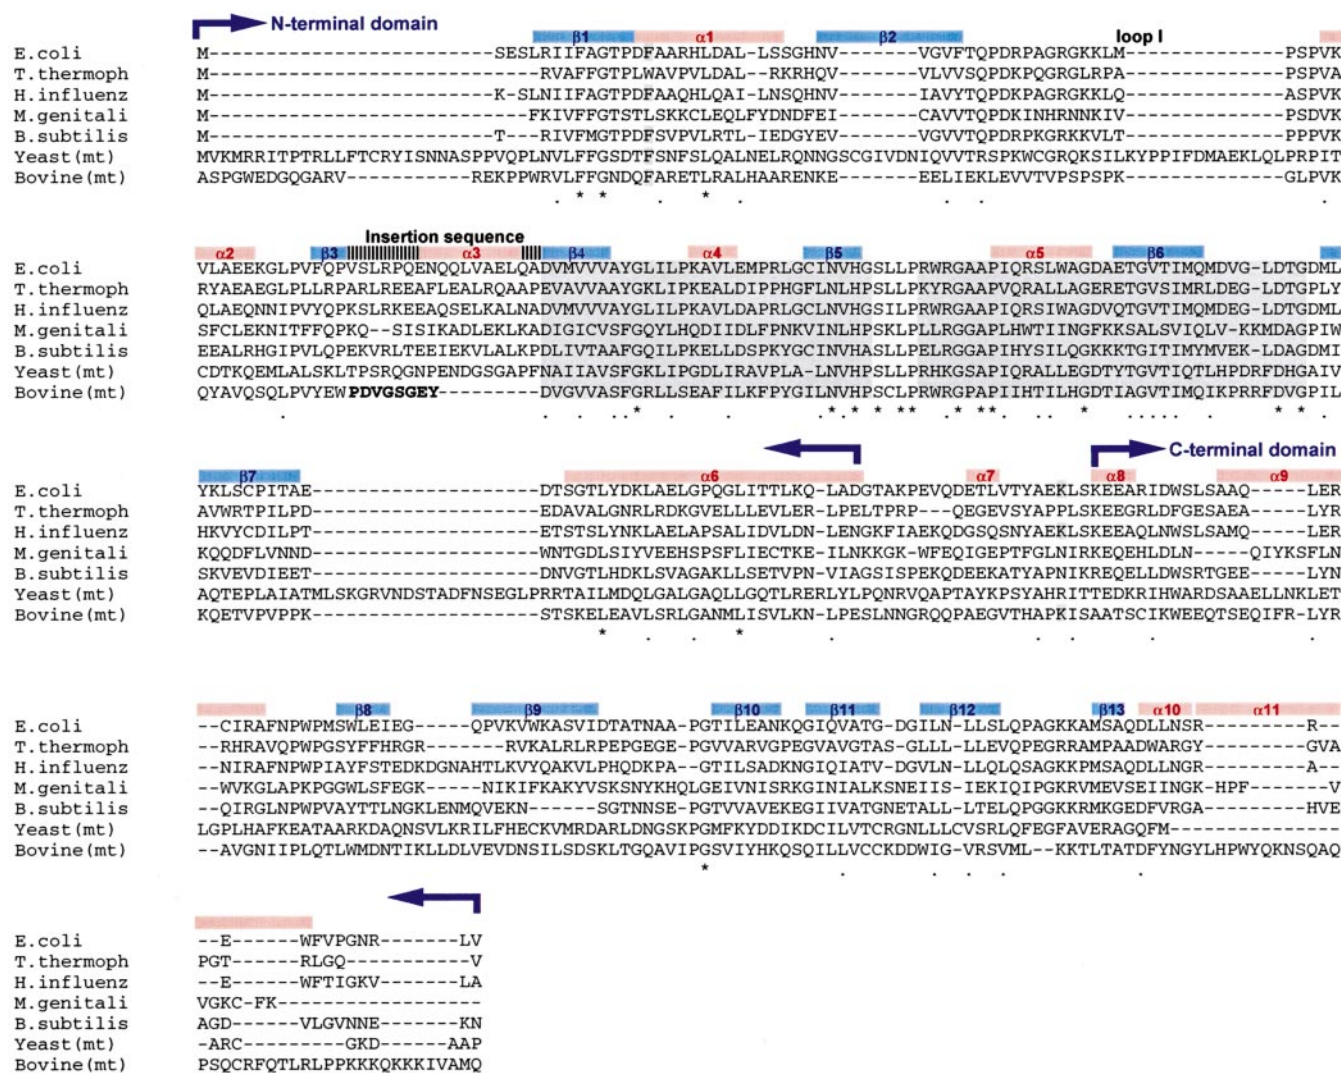 N-terminal domain
β1 α1 β2 loop I
E.coli M-------------------------SESLRIIFAGTPDFAARHLDAL-LSSGHNV-------VGVFTQPDRPAGRGKKLM--------------PSPVK
T.thermoph M-----------------------------RVAFFGTPLWAVPVLDAL--RKRHQV-------VLVVSQPDKPQGRGLRPA--------------PSPVA
H.influenz M-------------------------K-SLNIIFAGTPDFAAQHLQAI-LNSQHNV-------IAVYTQPDKPAGRGKKLQ--------------ASPVK
M.genitali M----------------------------FKIVFFGTSTLSKKCLEQLFYDNDFEI-------CAVVTQPDKINHRNNKIV--------------PSDVK
B.subtilis M-------------------------T---RIVFMGTPDFSVPVLRTL-IEDGYEV-------VGVVTQPDRPKGRKKVLT--------------PPPVK
Yeast(mt) MVKMRRITPTRLLFTCRYISNNASPPVQPLNVLFFGSDTFSNFSLQALNELRQNNGSCGIVDNIQVVTRSPKWCGRQKSILKYPPIFDMAEKLQLPRPIT
Bovine(mt) ASPGWEDGQGARV-----------REKPPWRVLFFGNDQFARETLRALHAARENKE--------ELIEKLEVVTVPSPSPK--------------GLPVK
. * * * . . . .
α2 β3 Insertion sequence α3 β4 α4 β5 α5 β6
E.coli VLAEEKGLPVFQPVSLRPQENQQLVAELQADVMVVVAYGLILPKAVLEMPRLGCINVHGSLLPRWRGAAPIQRSLWAGDAETGVTIMQMDVG-LDTGDML
T.thermoph RYAEAEGLPLLRPARLREEAFLEALRQAAPEVAVVAAYGKLIPKEALDIPPHGFLNLHPSLLPKYRGAAPVQRALLAGERETGVSIMRLDEG-LDTGPLY
H.influenz QLAEQNNIPVYQPKSLRKEEAQSELKALNADVMVVVAYGLILPKAVLDAPRLGCLNVHGSILPRWRGAAPIQRSIWAGDVQTGVTIMQMDEG-LDTGDML
M.genitali SFCLEKNITFFQPKQ--SISIKADLEKLKADIGICVSFGQYLHQDIIDLFPNKVINLHPSKLPLLRGGAPLHWTIINGFKKSALSVIQLV-KKMDAGPIW
B.subtilis EEALRHGIPVLQPEKVRLTEEIEKVLALKPDLIVTAAFGQILPKELLDSPKYGCINVHASLLPELRGGAPIHYSILQGKKKTGITIMYMVEK-LDAGDMI
Yeast(mt) CDTKQEMLALSKLTPSRQGNPENDGSGAPFNAIIAVSFGKLIPGDLIRAVPLA-LNVHPSLLPRHKGSAPIQRALLEGDTYTGVTIQTLHPDRFDHGAIV
Bovine(mt) QYAVQSQLPVYEWPDVGSGEY---------DVGVVASFGRLLSEAFILKFPYGILNVHPSCLPRWRGPAPIIHTILHGDTIAGVTIMQIKPRRFDVGPIL
. . . . . * . . . * . * * ** * ** * .... . * . * . .
β7 α6 α7 C-terminal domain α8 α9
E.coli YKLSCPITAE--------------------DTSGTLYDKLAELGPQGLITTLKQ-LADGTAKPEVQDETLVTYAEKLSKEEARIDWSLSAAQ----LER
T.thermoph AVWRTPILPD--------------------EDAVALGNRLRDKGVELLLEVLER-LPELTPRP--QEGEVSYAPPLSKEEGRLDFGESAEA-----LYR
H.influenz HKVYCDILPT--------------------ETSTSLYNKLAELAPSALIDVLDN-LENGKFIAEKQDGSQSNYAEKLSKEEAQLNWSLSAMQ----LER
M.genitali KQQDFLVNND--------------------WNTGDLSIYVEEHSPSFLIECTKE-ILNKKGK-WFEQIGEPTFGLNIRKEQEHLDLN-----QIYKSFLN
B.subtilis SKVEVDIEET--------------------DNVGTLHDKLSVAGAKLLSETVPN-VIAGSISPEKQDEEKATYAPNIKREQELLDWSRTGEE----LYN
Yeast(mt) AQTEPLAIATMLSKGRVNDSTADFNSEGLPRRTAILMDQLGALGAQLLGQTLRERLYLPQNRVQAPTAYKPSYAHRITTEDKRIHWARDSAAELLNKLET
Bovine(mt) KQETVPVPPK--------------------STSKELEAVLSRLGANMLISVLKN-LPESLNNGRQQPAEGVTHAPKISAATSCIKWEEQTSEQIFR-LYR
* . . * . . . . .
β8 β9 β10 β11 β12 β13 α10 α11
E.coli --CIRAFNPWPMSWLEIEG-----QPVKVWKASVIDTATNAA-PGTILEANKQGIQVATG-DGILN-LLSLQPAGKKAMSAQDLLNSR---------R--
T.thermoph --RHRAVQPWPGSYFFHRGR--------RVKALRLRPEPGEGE-PGVVARVGPEGVAVGTAS-GLLL-LLEVQPEGRRAMPAADWARGY---------GVA
H.influenz --NIRAFNPWPIAYFSTEDKDGNAHTLKVYQAKVLPHQDKPA-GTILSADKNGIQIATV-DGVLN-LLQLQSAGKKPMSAQDLLNGR---------A--
M.genitali --WVKGLAPKPGGWLSFEGK----NIKIFKAKYVSKSNYKHQLGEIVNISRKGINIALKSNEIIS-IEKIQIPGKRVMEVSEIINGK-HPF-------V
B.subtilis --QIRGLNPWPVAYTTLNGKLENMQVEKN------SGTNNSE-PGTVVAVEKEGIIVATGNETALL-LTELQPGGKKRMKGEDFVRGA---------HVE
Yeast(mt) LGPLHAFKEATAARKDAQNSVLKRILFHECKVMRDARLDNGSKPGMFKYDDIKDCILVTCRGNLLLCVSRLQFEGFAVERAGQFM---------------
Bovine(mt) --AVGNIIPLQTLWMDNTIKLLDLVEVDNSILSDSKLTGQAVIPGSVIYHKQSQILLVCCKDDWIG-VRSVML--KKTLTATDFYNGYLHPWYQKNSQAQ
* . . . . .
E.coli --E------WFVPGNR-------LV
T.thermoph PGT------RLGQ-----------V
H.influenz --E------WFTIGKV-------LA
M.genitali VGKC-FK------------------
B.subtilis AGD------VLGVNNE------KN
Yeast(mt) -ARC---------GKD------AAP
Bovine(mt) PSQCRFQTLRLPPKKKQKKKIVAMQ